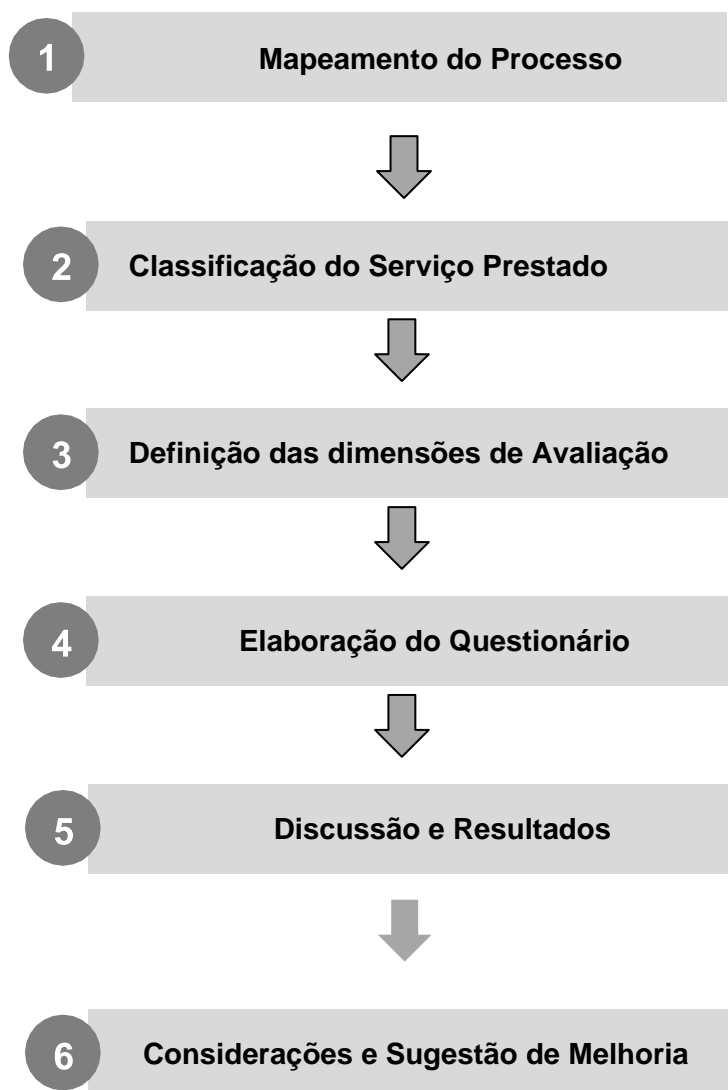 1 Mapeamento do Processo
2 Classificação do Serviço Prestado
3 Definição das dimensões de Avaliação
4 Elaboração do Questionário
5 Discussão e Resultados
6 Considerações e Sugestão de Melhoria